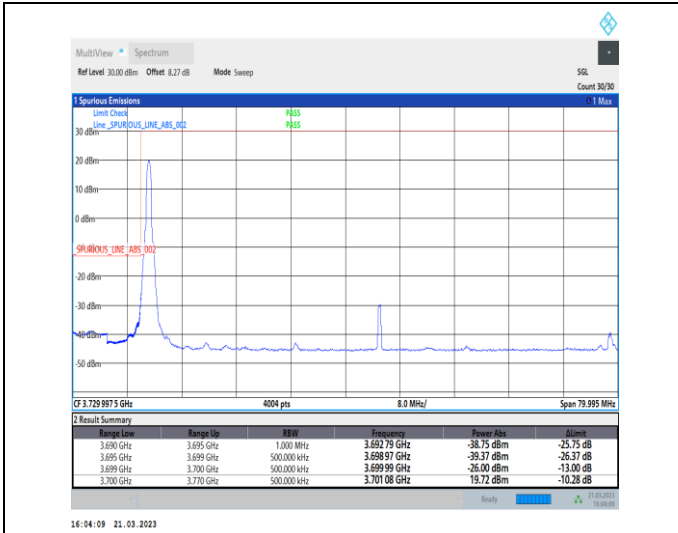 MultiView Spectrum
Ref Level 30.00 dBm Offset 8.27 dB Mode Sweep SGL
Count 30/30
1 Spurious Emissions 1 Max
Limit Check PASS
Line _SPURIOUS_LINE_ABS_002 PASS
30 dBm
20 dBm
10 dBm
0 dBm
_SPURIOUS_LINE_ABS_002
-20 dBm
-30 dBm
-40 dBm
-50 dBm
CF 3.729 997 5 GHz 4004 pts 8.0 MHz/ Span 79.995 MHz
2 Result Summary
Range Low Range Up RBW Frequency Power Abs ΔLimit
3.690 GHz 3.695 GHz 1.000 MHz 3.692 79 GHz -38.75 dBm -25.75 dB
3.695 GHz 3.699 GHz 500.000 kHz 3.698 97 GHz -39.37 dBm -26.37 dB
3.699 GHz 3.700 GHz 500.000 kHz 3.699 99 GHz -26.00 dBm -13.00 dB
3.700 GHz 3.770 GHz 500.000 kHz 3.701 08 GHz 19.72 dBm -10.28 dB
Ready 21.03.2023
16:04:09
16:04:09 21.03.2023